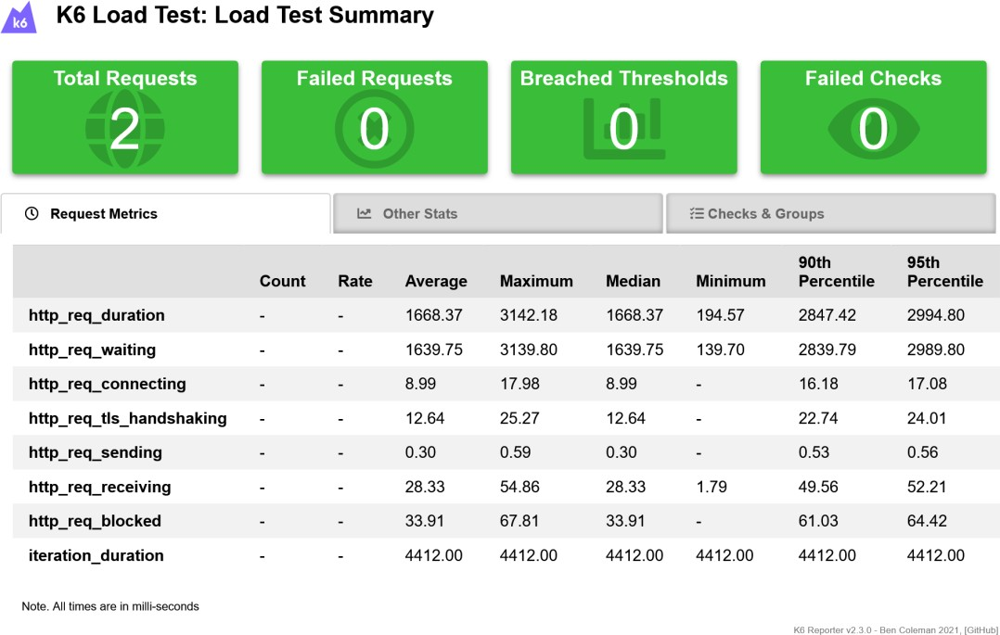 k6 K6 Load Test: Load Test Summary
Total Requests Failed Requests Breached Thresholds Failed Checks
2 0 0 0
Request Metrics Other Stats Checks & Groups
Count Rate Average Maximum Median Minimum 90th Percentile 95th Percentile
http_req_duration - - 1668.37 3142.18 1668.37 194.57 2847.42 2994.80
http_req_waiting - - 1639.75 3139.80 1639.75 139.70 2839.79 2989.80
http_req_connecting - - 8.99 17.98 8.99 - 16.18 17.08
http_req_tls_handshaking - - 12.64 25.27 12.64 - 22.74 24.01
http_req_sending - - 0.30 0.59 0.30 - 0.53 0.56
http_req_receiving - - 28.33 54.86 28.33 1.79 49.56 52.21
http_req_blocked - - 33.91 67.81 33.91 - 61.03 64.42
iteration_duration - - 4412.00 4412.00 4412.00 4412.00 4412.00 4412.00
Note. All times are in milli-seconds
K6 Reporter v2.3.0 - Ben Coleman 2021, [GitHub]